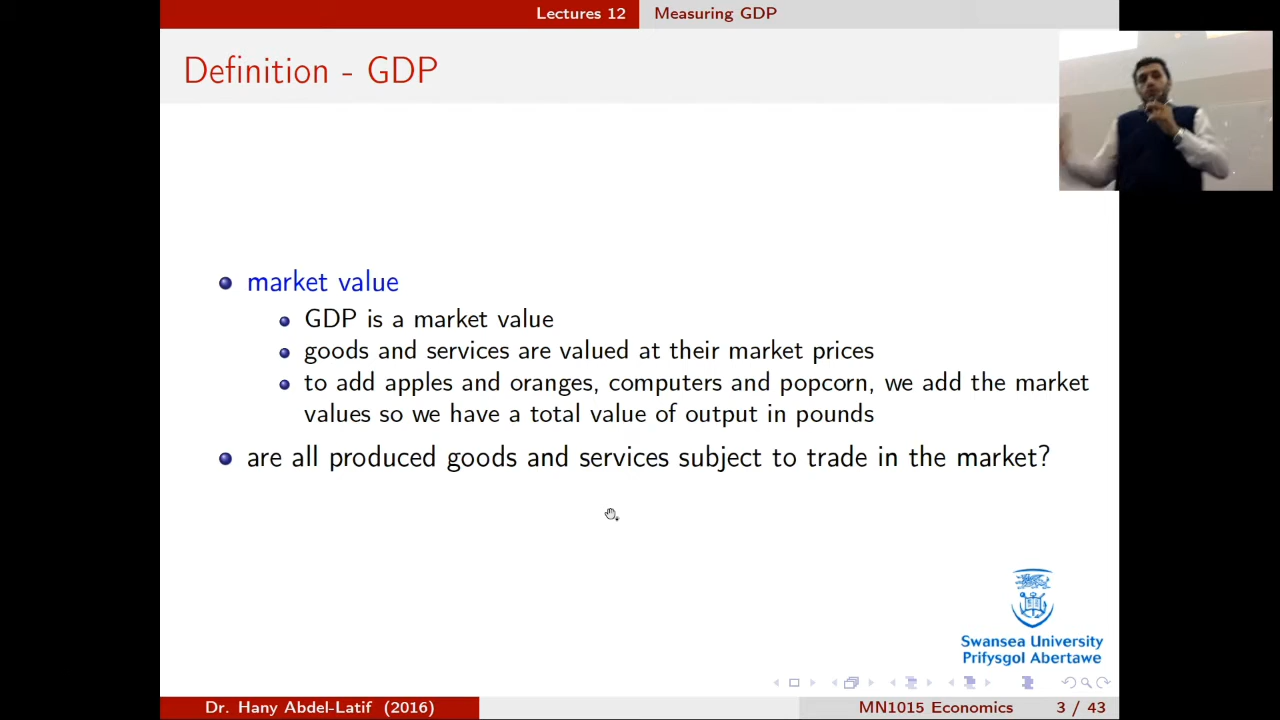 Lectures 12
Measuring GDP
Definition - GDP
market value
GDP is a market value
goods and services are valued at their market prices
to add apples and oranges, computers and popcorn, we add the market
values so we have a total value of output in pounds
are all produced goods and services subject to trade in the market?
Swansea University
Prifysgol Abertawe
Dr. Hany Abdel-Latif (2016)
MN1015 Economics
3 / 43